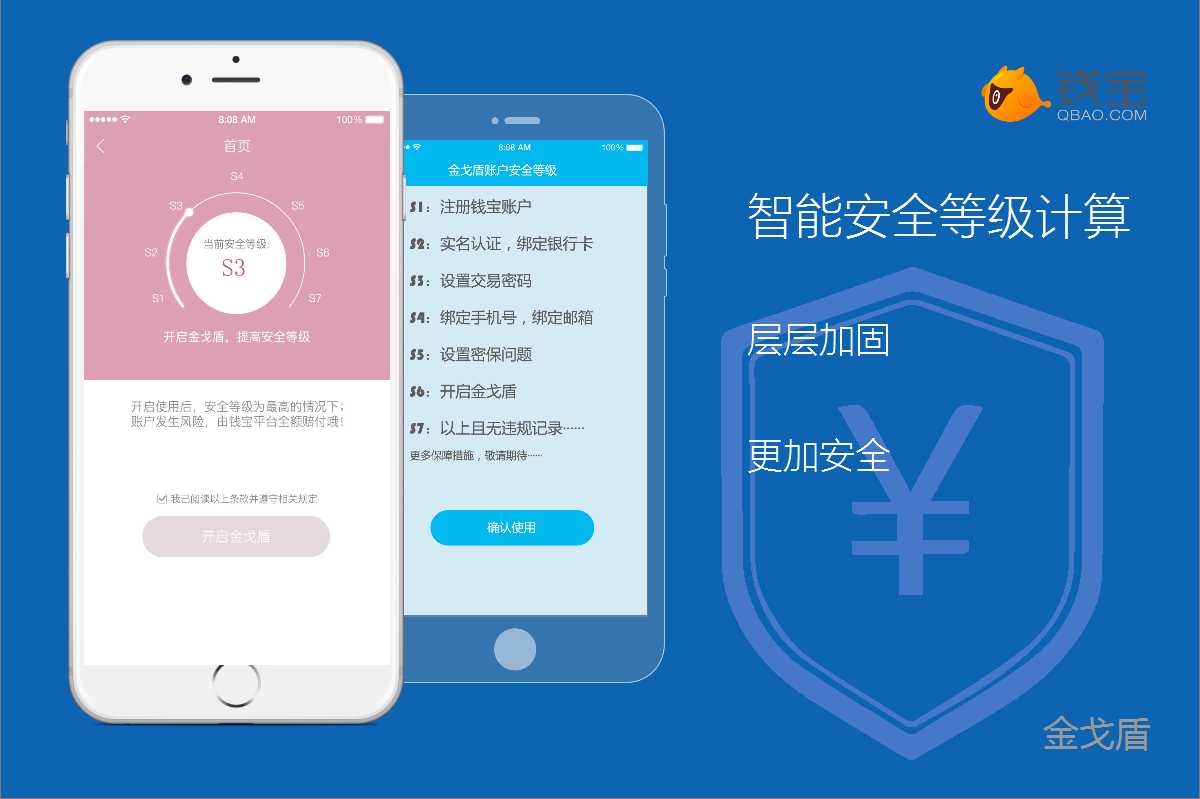 8:08 AM
100%
首页
S4
S3
S5
S2
S6
S1
S7
当前安全等级:
S3
开启金戈盾，提高安全等级
开启使用后，安全等级为最高的情况下；
账户发生风险，由钱宝平台全额赔付哦！
我已阅读以上条款并遵守相关规定
开启金戈盾
8:08 AM
100%
金戈盾账户安全等级
S1：注册钱宝账户
S2：实名认证，绑定银行卡
S3：设置交易密码
S4：绑定手机号，绑定邮箱
S5：设置密保问题
S6：开启金戈盾
S7：以上且无违规记录······
更多保障措施，敬请期待······
确认使用
钱宝
QBAO.COM
智能安全等级计算
层层加固
更加安全
¥
金戈盾